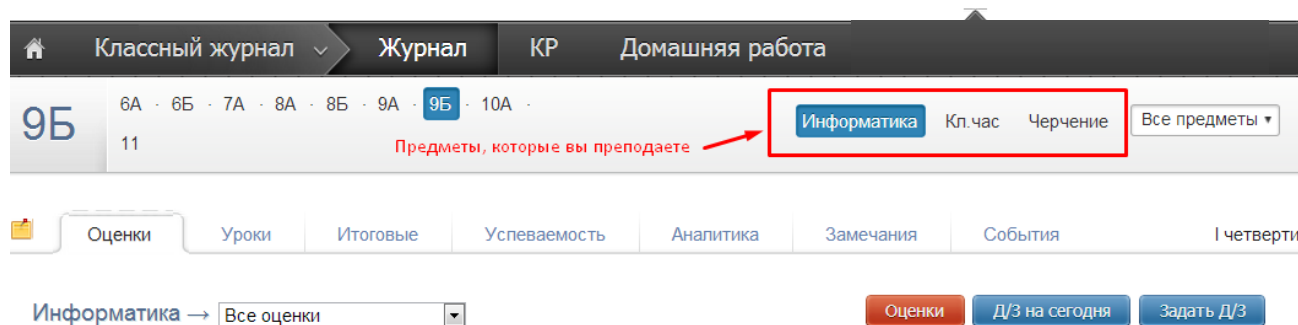 Классный журнал Журнал КР Домашняя работа
9Б 6А · 6Б · 7А · 8А · 8Б · 9А · 9Б · 10А ·
Информатика Кл.час Черчение Все предметы
11 Предметы, которые вы преподаете
Оценки Уроки Итоговые Успеваемость Аналитика Замечания События I четверти
Информатика → Все оценки Оценки Д/З на сегодня Задать Д/З